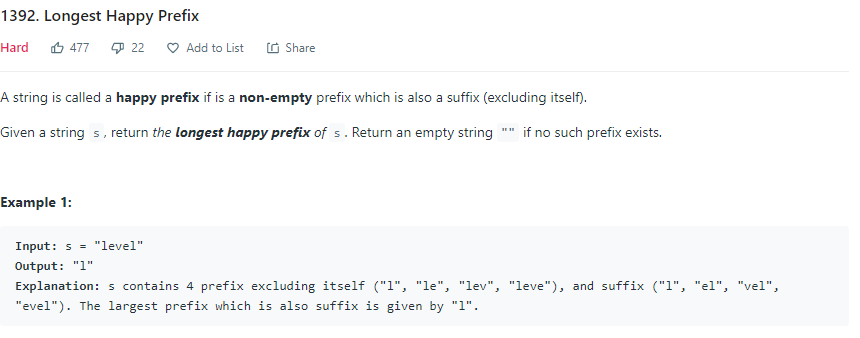 1392. Longest Happy Prefix
Hard 477 22 Add to List Share
A string is called a happy prefix if is a non-empty prefix which is also a suffix (excluding itself).
Given a string s, return the longest happy prefix of s. Return an empty string "" if no such prefix exists.
Example 1:
Input: s = "level"
Output: "l"
Explanation: s contains 4 prefix excluding itself ("l", "le", "lev", "leve"), and suffix ("l", "el", "vel",
"evel"). The largest prefix which is also suffix is given by "l".